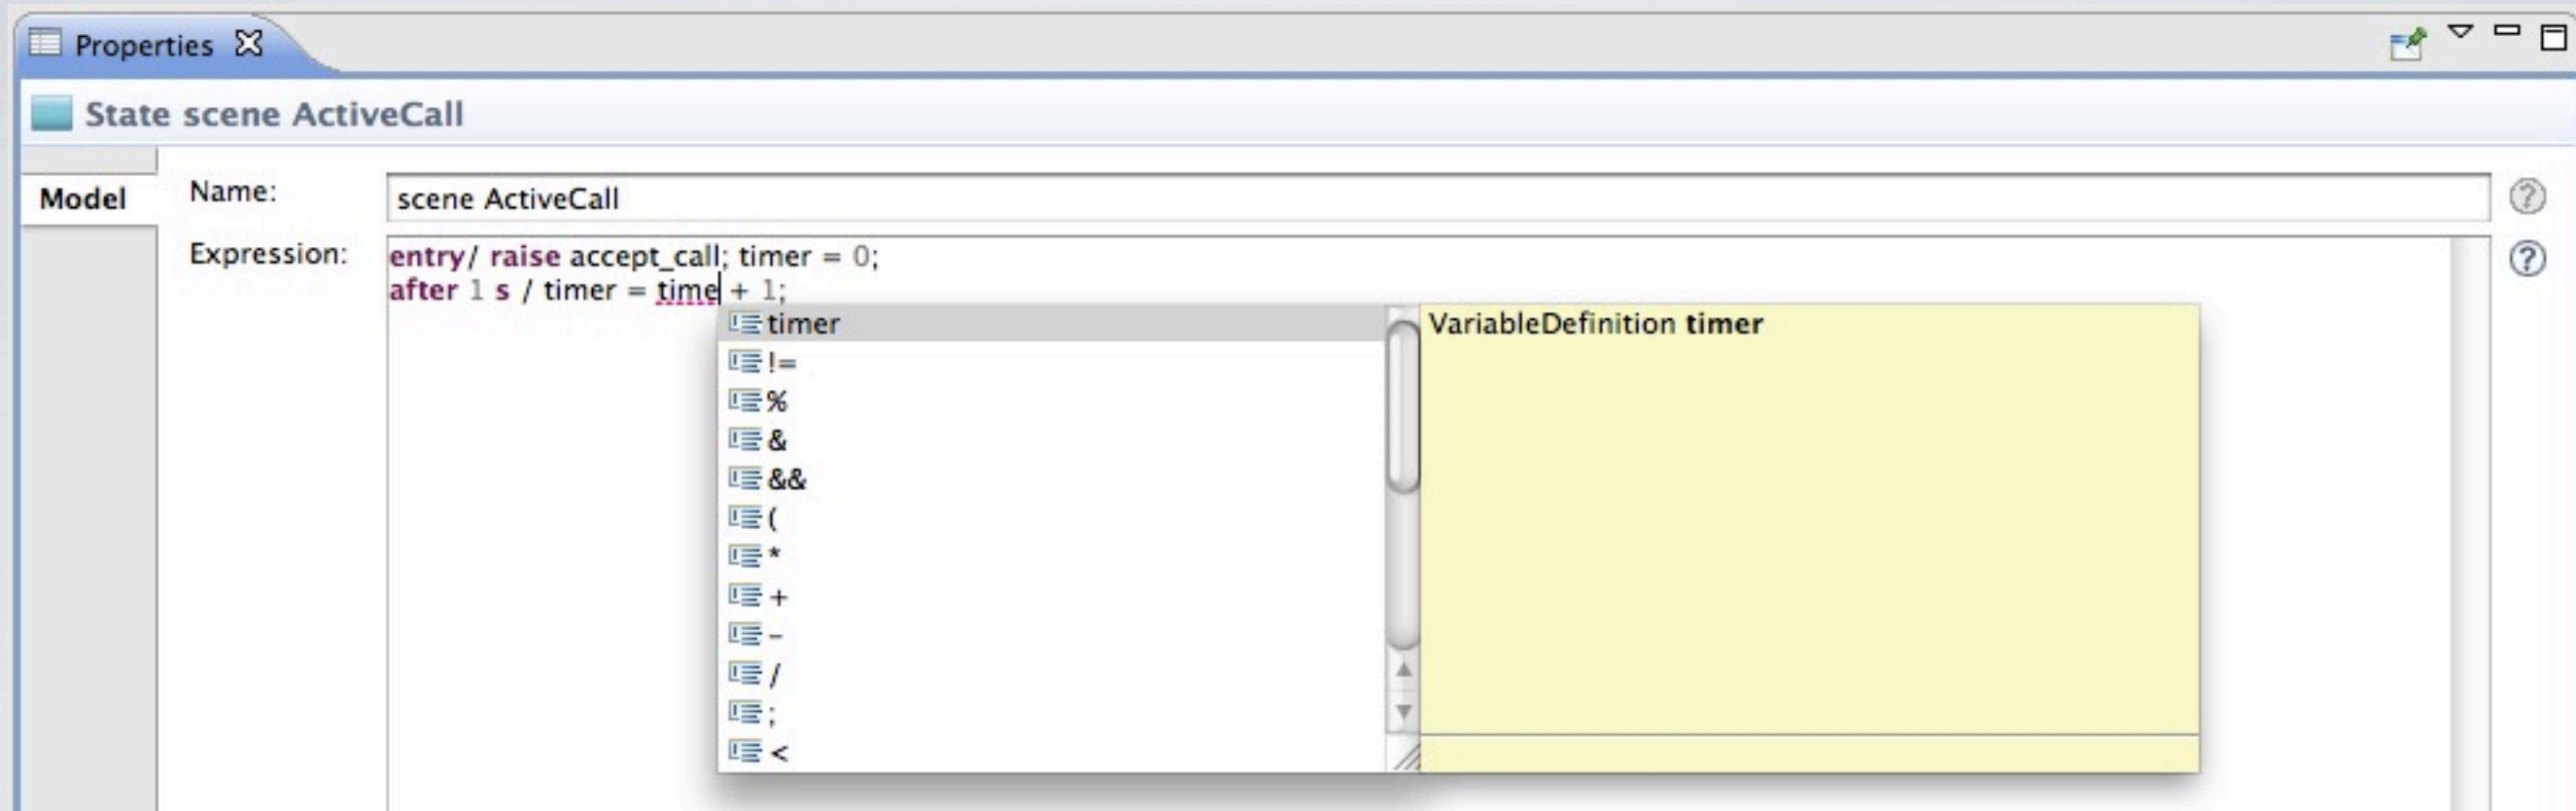 Properties
State scene ActiveCall
Model
Name:
scene ActiveCall
Expression:
entry/ raise accept_call; timer = 0;
after 1 s / timer = time + 1;
timer
!=
%
&
&&
(
*
+
-
/
;
<
VariableDefinition timer